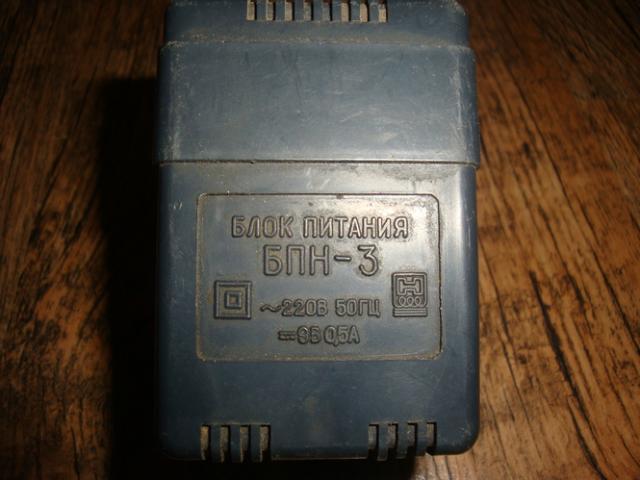 БЛОК ПИТАНИЯ
БПН-3
~220В 50ГЦ
⎓9В 0,5А